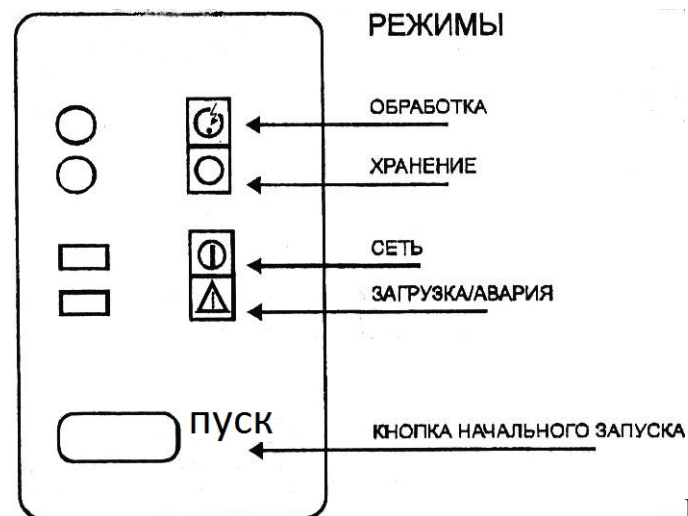 РЕЖИМЫ
ОБРАБОТКА
ХРАНЕНИЕ
СЕТЬ
ЗАГРУЗКА/АВАРИЯ
пуск
КНОПКА НАЧАЛЬНОГО ЗАПУСКА